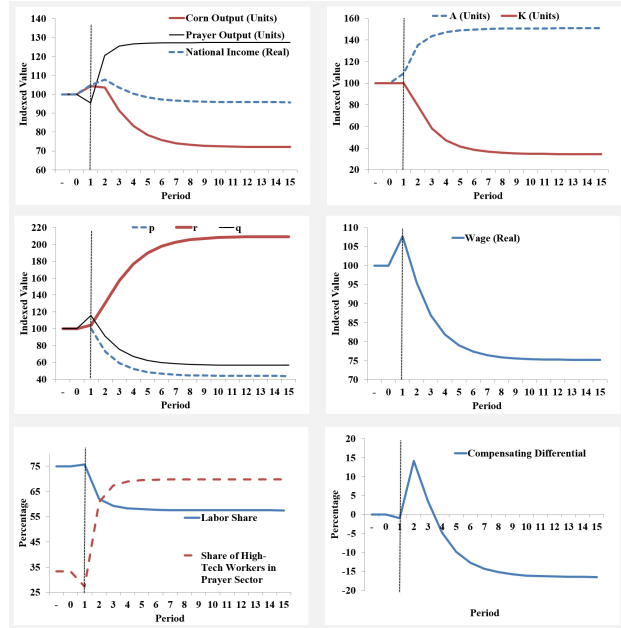 Corn Output (Units)
Prayer Output (Units)
National Income (Real)
140
130
120
110
100
90
80
70
60
Indexed Value
- 0 1 2 3 4 5 6 7 8 9 10 11 12 13 14 15
Period
A (Units) K (Units)
160
140
120
100
80
60
40
20
Indexed Value
- 0 1 2 3 4 5 6 7 8 9 10 11 12 13 14 15
Period
p r q
220
200
180
160
140
120
100
80
60
40
Indexed Value
- 0 1 2 3 4 5 6 7 8 9 10 11 12 13 14 15
Period
Wage (Real)
110
105
100
95
90
85
80
75
70
Indexed Value
- 0 1 2 3 4 5 6 7 8 9 10 11 12 13 14 15
Period
75
65
55
45
35
25
Percentage
Labor Share
Share of High-
Tech Workers in
Prayer Sector
- 0 1 2 3 4 5 6 7 8 9 10 11 12 13 14 15
Period
Compensating Differential
20
15
10
5
0
-5
-10
-15
-20
Percentage
- 0 1 2 3 4 5 6 7 8 9 10 11 12 13 14 15
Period